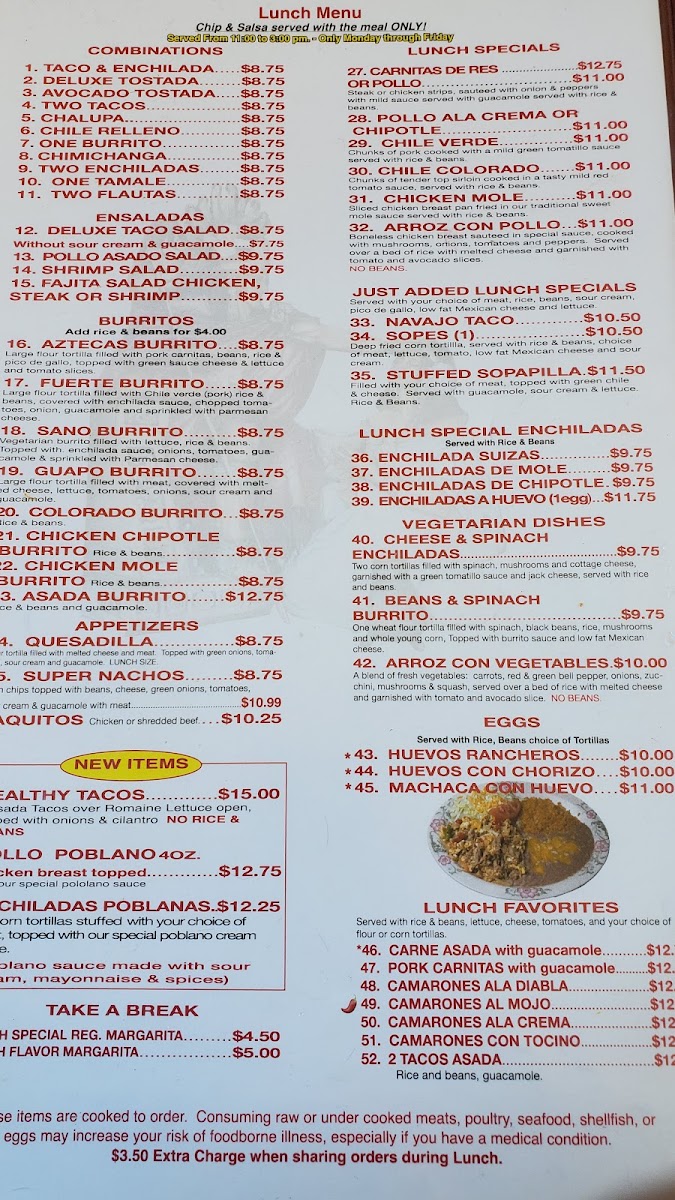 Lunch Menu
Chip & Salsa served with the meal ONLY!
Served From 11:00 to 3:00 pm. - Only Monday through Friday
COMBINATIONS
1. TACO & ENCHILADA.....$8.75
2. DELUXE TOSTADA.......$8.75
3. AVOCADO TOSTADA.....$8.75
4. TWO TACOS................$8.75
5. CHALUPA....................$8.75
6. CHILE RELLENO..........$8.75
7. ONE BURRITO.............$8.75
8. CHIMICHANGA............$8.75
9. TWO ENCHILADAS.......$8.75
10. ONE TAMALE.............$8.75
11. TWO FLAUTAS...........$8.75
ENSALADAS
12. DELUXE TACO SALAD..$8.75
Without sour cream & guacamole....$7.75
13. POLLO ASADO SALAD....$9.75
14. SHRIMP SALAD..........$9.75
15. FAJITA SALAD CHICKEN,
STEAK OR SHRIMP..........$9.75
BURRITOS
Add rice & beans for $4.00
16. AZTECAS BURRITO....$8.75
Large flour tortilla filled with pork carnitas, beans, rice &
pico de gallo, topped with green sauce cheese & lettuce
and tomato slices.
17. FUERTE BURRITO......$8.75
Large flour tortilla filled with Chile verde (pork) rice &
beans, covered with enchilada sauce, chopped toma-
toes, onion, guacamole and sprinkled with parmesan
cheese.
18. SANO BURRITO.........$8.75
Vegetarian burrito filled with lettuce, rice & beans.
Topped with. enchilada sauce, onions, tomatoes, gua-
camole & sprinkled with Parmesan cheese.
19. GUAPO BURRITO.......$8.75
arge flour tortilla filled with meat, covered with melt-
ed cheese, lettuce, tomatoes, onions, sour cream and
uacamole.
20. COLORADO BURRITO...$8.75
ice & beans.
21. CHICKEN CHIPOTLE
BURRITO Rice & beans.............$8.75
2. CHICKEN MOLE
BURRITO Rice & beans.............$8.75
3. ASADA BURRITO.......$12.75
ce & beans and guacamole.
APPETIZERS
4. QUESADILLA.............$8.75
r tortilla filled with melted cheese and meat. Topped with green onions, toma-
, sour cream and guacamole. LUNCH SIZE.
5. SUPER NACHOS........$8.75
n chips topped with beans, cheese, green onions, tomatoes,
cream & guacamole with meat...........................$10.99
AQUITOS Chicken or shredded beef....$10.25
NEW ITEMS
EALTHY TACOS............$15.00
sada Tacos over Romaine Lettuce open,
ped with onions & cilantro NO RICE &
ANS
OLLO POBLANO 4OZ.
cken breast topped............$12.75
our special pololano sauce
CHILADAS POBLANAS..$12.25
corn tortillas stuffed with your choice of
t, topped with our special poblano cream
e.
blano sauce made with sour
am, mayonnaise & spices)
TAKE A BREAK
H SPECIAL REG. MARGARITA........$4.50
H FLAVOR MARGARITA................$5.00
LUNCH SPECIALS
27. CARNITAS DE RES ......................$12.75
OR POLLO................................$11.00
Steak or chicken strips, sauteed with onion & peppers
with mild sauce served with guacamole served with rice &
beans.
28. POLLO ALA CREMA OR
CHIPOTLE...........................$11.00
29. CHILE VERDE...............$11.00
Chunks of pork cooked with a mild green tomatillo sauce
served with rice & beans.
30. CHILE COLORADO.......$11.00
Chunks of tender top sirloin cooked in a tasty mild red
tomato sauce, served with rice & beans.
31. CHICKEN MOLE...........$11.00
Sliced chicken breast pan fried in our traditional sweet
mole sauce served with rice & beans.
32. ARROZ CON POLLO...$11.00
Boneless chicken breast sauteed in special sauce, cooked
with mushrooms, onions, tomatoes and peppers. Served
over a bed of rice with melted cheese and garnished with
tomato and avocado slices.
NO BEANS.
JUST ADDED LUNCH SPECIALS
Served with your choice of meat, rice, beans, sour cream,
pico de gallo, low fat Mexican cheese and lettuce.
33. NAVAJO TACO.............$10.50
34. SOPES (1).......................$10.50
Deep fried corn tortillla, served with rice & beans, choice
of meat, lettuce, tomato, low fat Mexican cheese and sour
cream.
35. STUFFED SOPAPILLA.$11.50
Filled with your choice of meat, topped with green chile
& cheese. Served with guacamole, sour cream & lettuce.
Rice & Beans.
LUNCH SPECIAL ENCHILADAS
Served with Rice & Beans
36. ENCHILADA SUIZAS..........$9.75
37. ENCHILADAS DE MOLE.......$9.75
38. ENCHILADAS DE CHIPOTLE.$9.75
39. ENCHILADAS A HUEVO (1egg)...$11.75
VEGETARIAN DISHES
40. CHEESE & SPINACH
ENCHILADAS..........................$9.75
Two corn tortillas filled with spinach, mushrooms and cottage cheese,
garnished with a green tomatillo sauce and jack cheese, served with rice
and beans.
41. BEANS & SPINACH
BURRITO................................$9.75
One wheat flour tortilla filled with spinach, black beans, rice, mushrooms
and whole young corn, Topped with burrito sauce and low fat Mexican
cheese.
42. ARROZ CON VEGETABLES.$10.00
A blend of fresh vegetables: carrots, red & green bell pepper, onions, zuc-
chini, mushrooms & squash, served over a bed of rice with melted cheese
and garnished with tomato and avocado slice. NO BEANS.
EGGS
Served with Rice, Beans choice of Tortillas
*43. HUEVOS RANCHEROS.......$10.00
*44. HUEVOS CON CHORIZO....$10.00
*45. MACHACA CON HUEVO....$11.00
LUNCH FAVORITES
Served with rice & beans, lettuce, cheese, tomatoes, and your choice of
flour or corn tortillas.
*46. CARNE ASADA with guacamole..........$12.
47. PORK CARNITAS with guacamole.........$12.
48. CAMARONES ALA DIABLA...............$12.
49. CAMARONES AL MOJO..................$12
50. CAMARONES ALA CREMA...............$12
51. CAMARONES CON TOCINO.............$12
52. 2 TACOS ASADA...........................$12
Rice and beans, guacamole.
se items are cooked to order. Consuming raw or under cooked meats, poultry, seafood, shellfish, or
eggs may increase your risk of foodborne illness, especially if you have a medical condition.
$3.50 Extra Charge when sharing orders during Lunch.